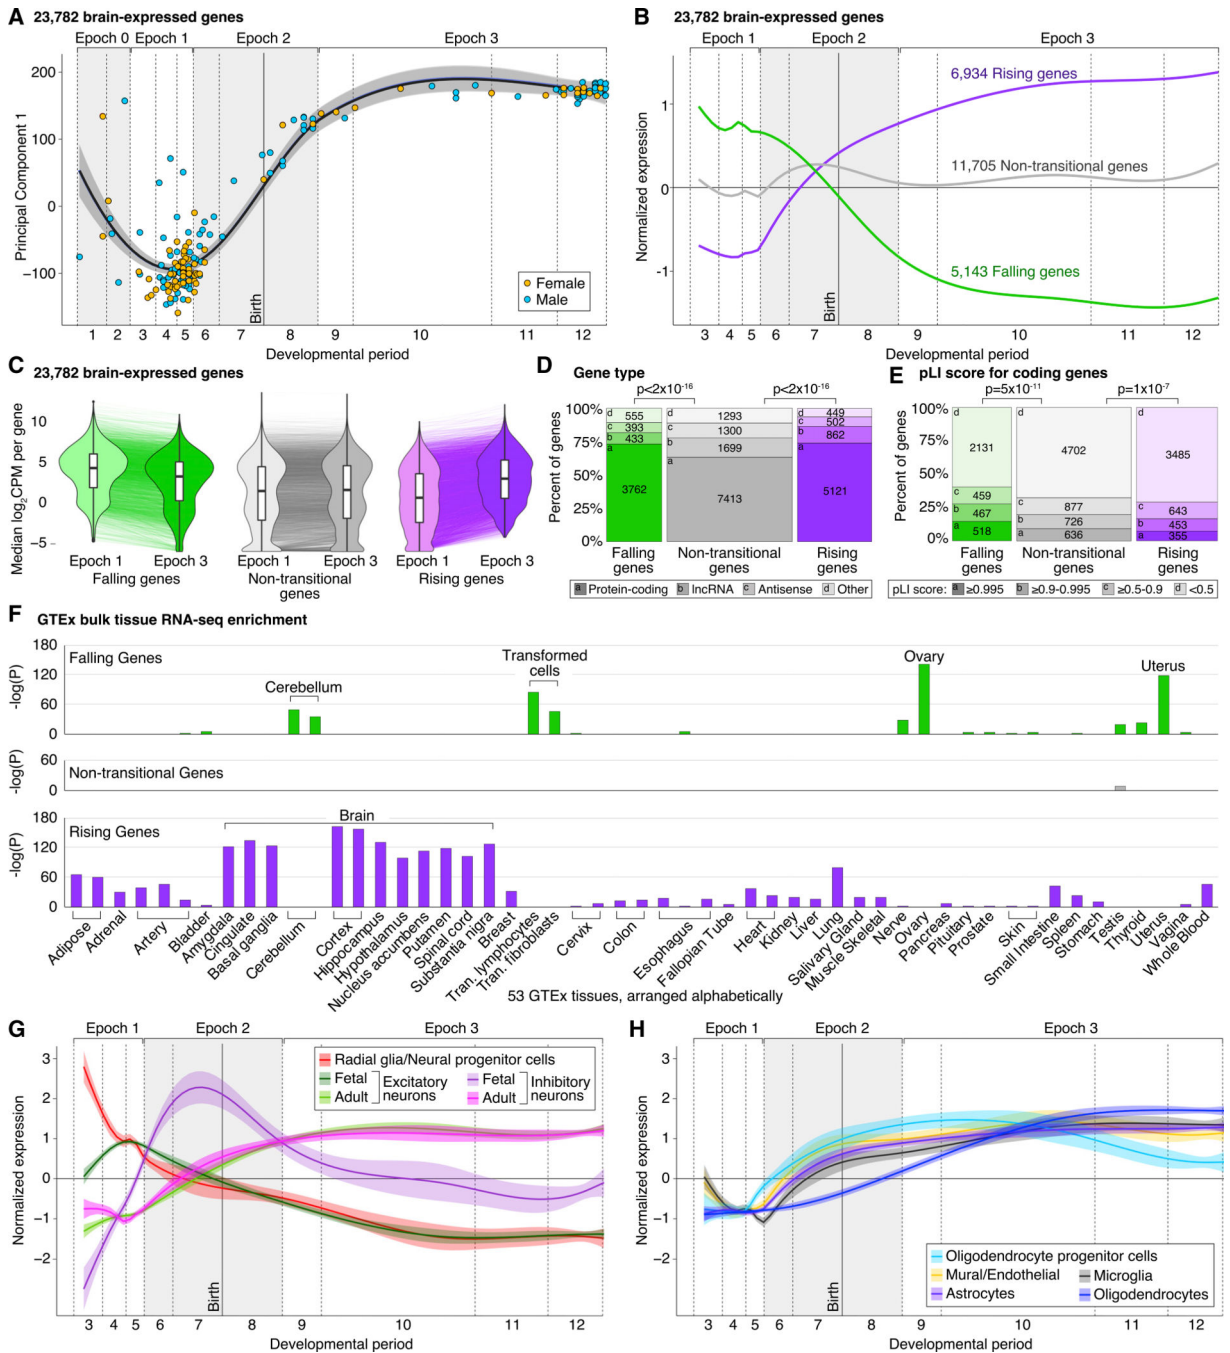 A 23,782 brain-expressed genes
Epoch 0 Epoch 1 Epoch 2 Epoch 3
Principal Component 1
200
100
0
−100
Birth
Female
Male
1 2 3 4 5 6 7 8 9 10 11 12
Developmental period
B 23,782 brain-expressed genes
Epoch 1 Epoch 2 Epoch 3
Normalized expression
1
0
−1
6,934 Rising genes
11,705 Non-transitional genes
5,143 Falling genes
Birth
3 4 5 6 7 8 9 10 11 12
Developmental period
C 23,782 brain-expressed genes
Median log2CPM per gene
10
5
0
−5
Epoch 1 Epoch 3 Epoch 1 Epoch 3 Epoch 1 Epoch 3
Falling genes
Non-transitional
genes
Rising genes
D Gene type
p<2x10-16 p<2x10-16
Percent of genes
100%
75%
50%
25%
0%
d 555
c 393
b 433
a
3762
d 1293
c 1300
b
1699
a
7413
d 449
c 502
b 862
a
5121
Falling
genes
Non-transitional
genes
Rising
genes
a Protein-coding b lncRNA c Antisense d Other
E pLI score for coding genes
p=5x10-11 p=1x10-7
Percent of genes
100%
75%
50%
25%
0%
d
2131
c 459
b 467
a 518
d
4702
c 877
b 726
a 636
d
3485
c 643
b 453
a 355
Falling
genes
Non-transitional
genes
Rising
genes
pLI score: a ≥0.995 b ≥0.9-0.995 c ≥0.5-0.9 d <0.5
F GTEx bulk tissue RNA-seq enrichment
-log(P)
180
120
60
0
Falling Genes
Cerebellum
Transformed
cells
Ovary
Uterus
-log(P)
60
0
Non-transitional Genes
-log(P)
180
120
60
0
Rising Genes
Brain
Adipose
Adrenal
Artery
Bladder
Amygdala
Cingulate
Basal ganglia
Cerebellum
Cortex
Hippocampus
Hypothalamus
Nucleus accumbens
Putamen
Spinal cord
Substantia nigra
Breast
Tran. lymphocytes
Tran. fibroblasts
Cervix
Colon
Esophagus
Fallopian Tube
Heart
Kidney
Liver
Lung
Salivary Gland
Muscle Skeletal
Nerve
Ovary
Pancreas
Pituitary
Prostate
Skin
Small Intestine
Spleen
Stomach
Testis
Thyroid
Uterus
Vagina
Whole Blood
53 GTEx tissues, arranged alphabetically
G
Epoch 1 Epoch 2 Epoch 3
Normalized expression
3
2
1
0
−1
−2
Radial glia/Neural progenitor cells
Fetal Excitatory Fetal Inhibitory
Adult neurons Adult neurons
Birth
3 4 5 6 7 8 9 10 11 12
Developmental period
H
Epoch 1 Epoch 2 Epoch 3
Normalized expression
3
2
1
0
−1
−2
Birth
Oligodendrocyte progenitor cells
Mural/Endothelial Microglia
Astrocytes Oligodendrocytes
3 4 5 6 7 8 9 10 11 12
Developmental period